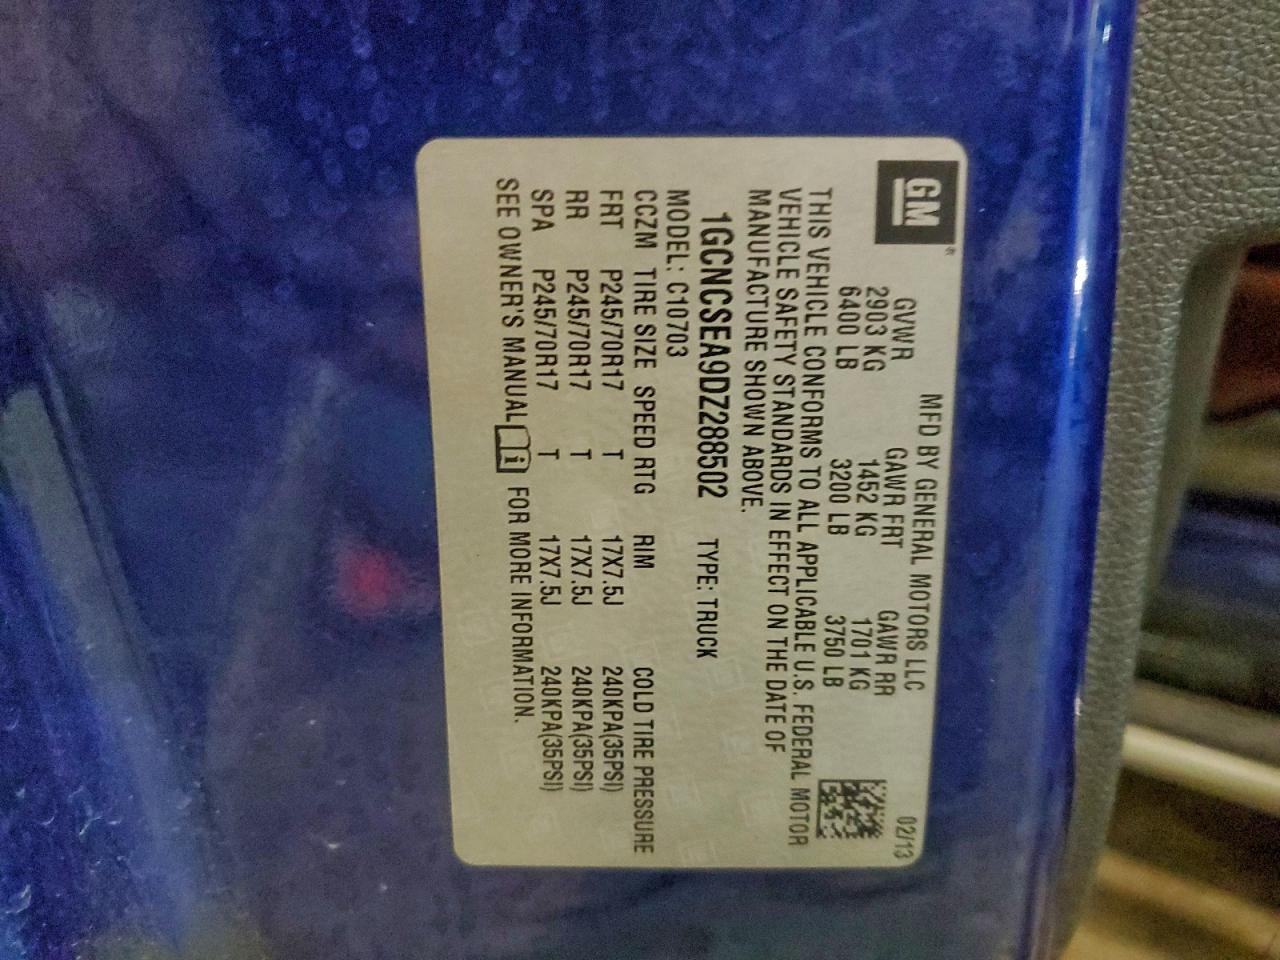 GM®
MFD BY GENERAL MOTORS LLC 02/13
GVWR GAWR FRT GAWR RR
2903 KG 1452 KG 1701 KG
6400 LB 3200 LB 3750 LB
THIS VEHICLE CONFORMS TO ALL APPLICABLE U.S. FEDERAL MOTOR
VEHICLE SAFETY STANDARDS IN EFFECT ON THE DATE OF
MANUFACTURE SHOWN ABOVE.
1GCNCSEA9DZ288502 TYPE: TRUCK
MODEL: C10703
CCZM TIRE SIZE SPEED RTG RIM COLD TIRE PRESSURE
FRT P245/70R17 T 17X7.5J 240KPA(35PSI)
RR P245/70R17 T 17X7.5J 240KPA(35PSI)
SPA P245/70R17 T 17X7.5J 240KPA(35PSI)
SEE OWNER'S MANUAL i FOR MORE INFORMATION.